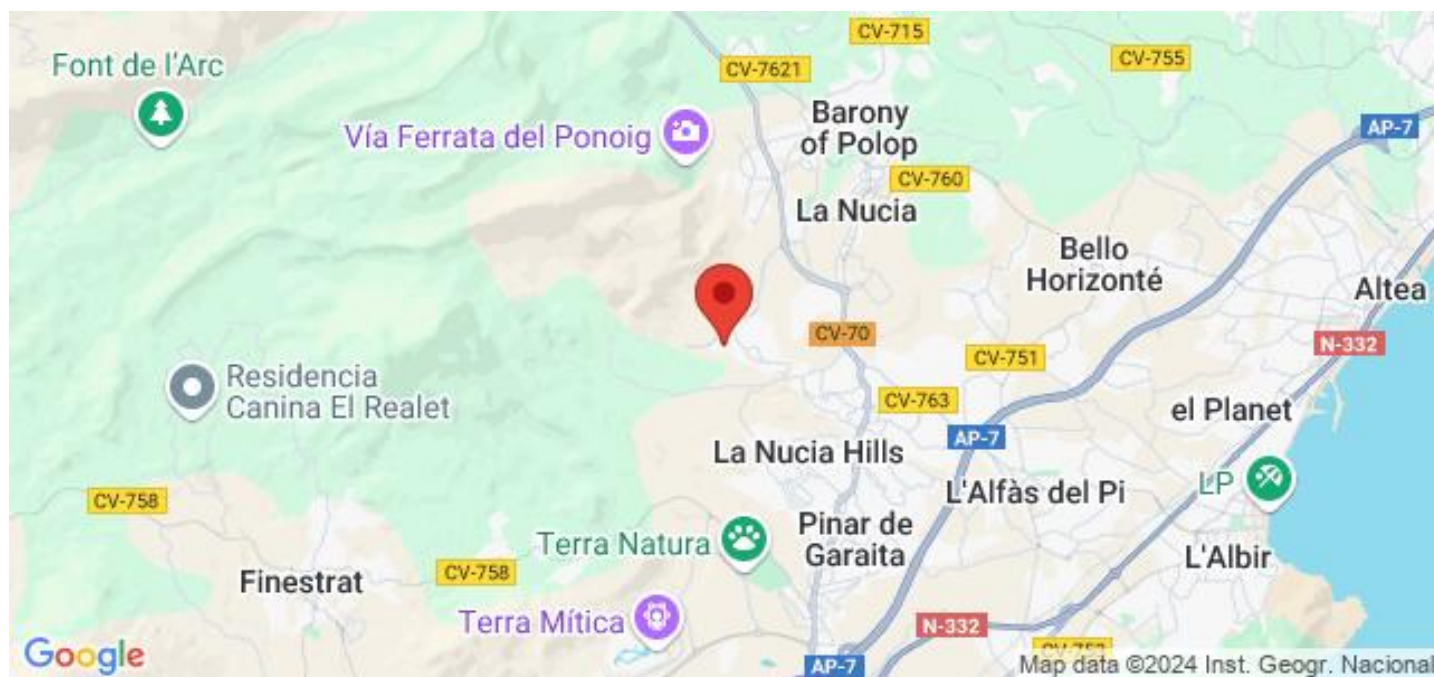 CV-715
Font de l'Arc
CV-7621
CV-755
Barony
of Polop
Vía Ferrata del Ponoig
AP-7
CV-760
La Nucia
Bello
Horizonté
Altea
CV-70
N-332
CV-751
Residencia
Canina El Realet
CV-763
el Planet
AP-7
La Nucia Hills
CV-758
L'Alfàs del Pi
LP
Terra Natura
Pinar de
Garaita
L'Albir
Finestrat
CV-758
Terra Mítica
N-332
Google
AP-7
Map data ©2024 Inst. Geogr. Nacional